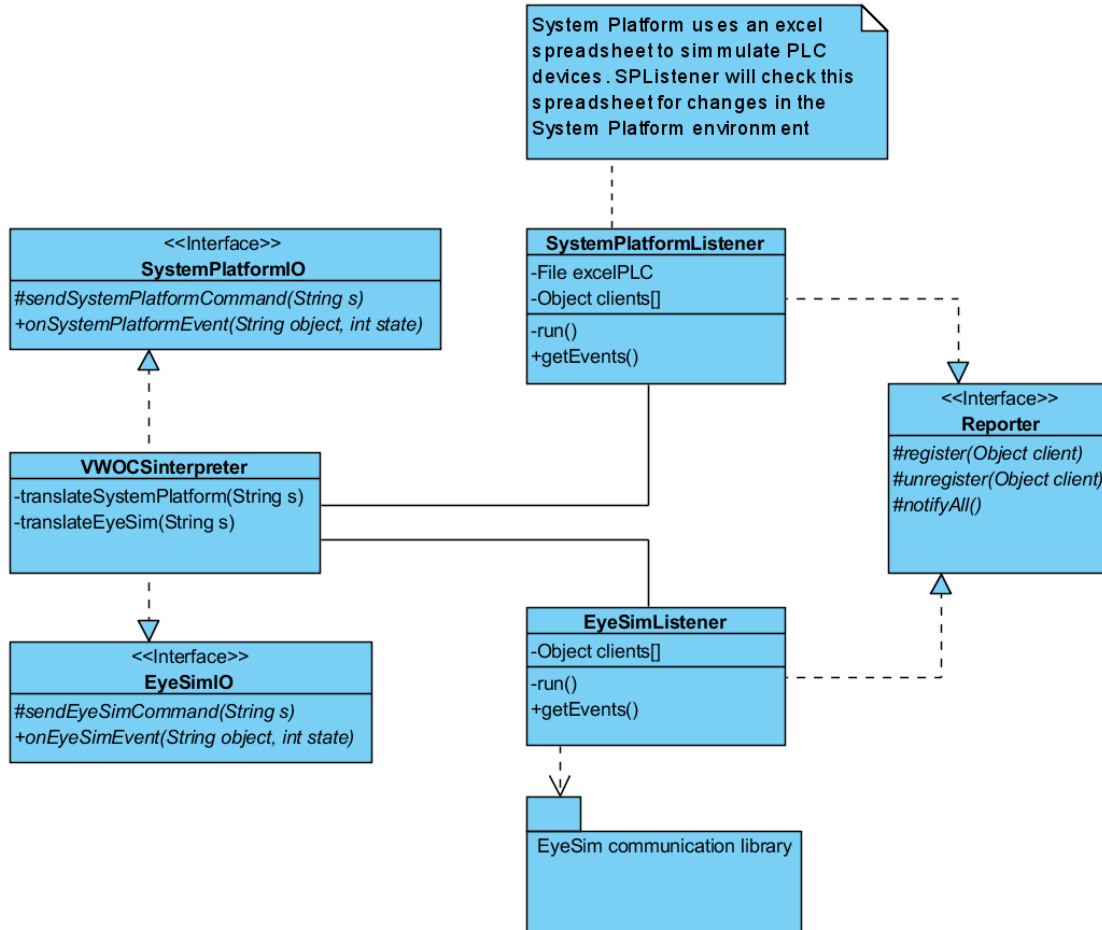 System Platform uses an excel
spreadsheet to simmulate PLC
devices. SPListener will check this
spreadsheet for changes in the
System Platform environment
<<Interface>>
SystemPlatformIO
#sendSystemPlatformCommand(String s)
+onSystemPlatformEvent(String object, int state)
SystemPlatformListener
-File excelPLC
-Object clients[]
-run()
+getEvents()
<<Interface>>
Reporter
#register(Object client)
#unregister(Object client)
#notifyAll()
VWOCSinterpreter
-translateSystemPlatform(String s)
-translateEyeSim(String s)
<<Interface>>
EyeSimIO
#sendEyeSimCommand(String s)
+onEyeSimEvent(String object, int state)
EyeSimListener
-Object clients[]
-run()
+getEvents()
EyeSim communication library